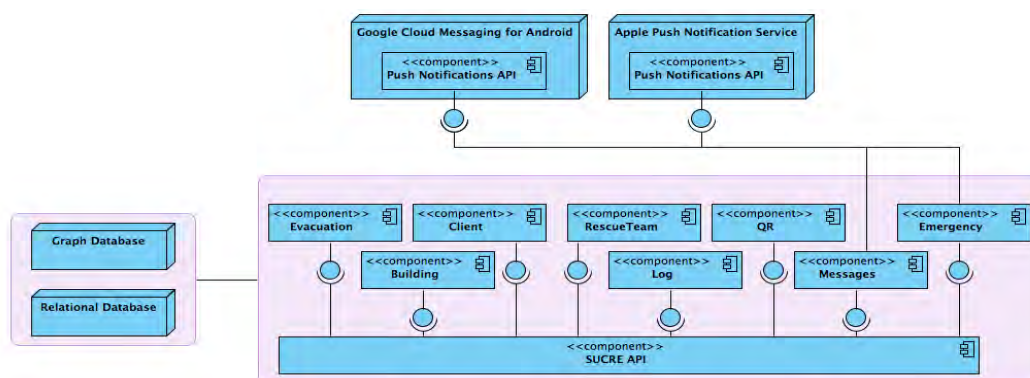 Google Cloud Messaging for Android
<<component>>
Push Notifications API
Apple Push Notification Service
<<component>>
Push Notifications API
Graph Database
Relational Database
<<component>>
Evacuation
<<component>>
Client
<<component>>
RescueTeam
<<component>>
QR
<<component>>
Emergency
<<component>>
Building
<<component>>
Log
<<component>>
Messages
<<component>>
SUCRE API